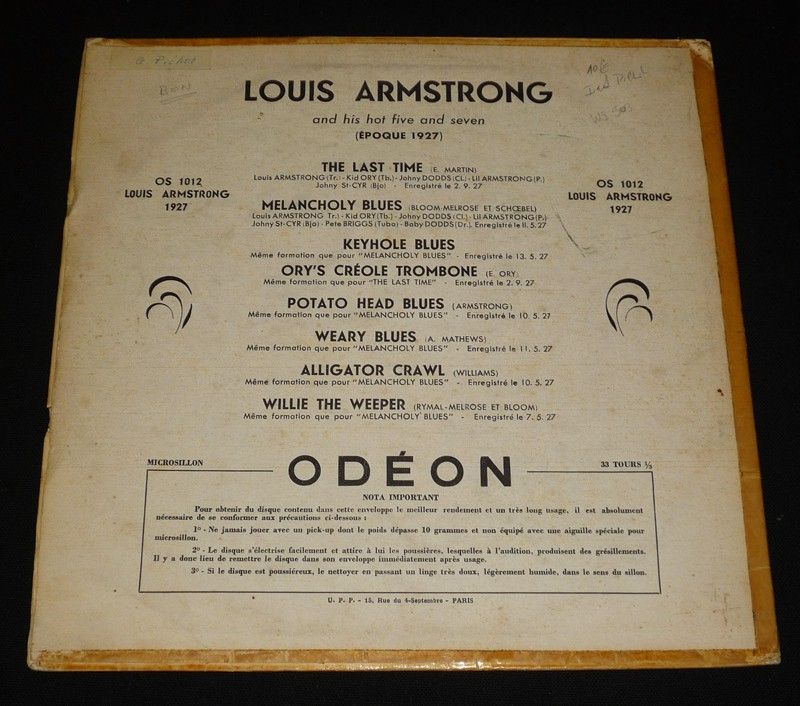 BON
LOUIS ARMSTRONG
and his hot five and seven
(ÉPOQUE 1927)
OS 1012
LOUIS ARMSTRONG
1927
OS 1012
LOUIS ARMSTRONG
1927
THE LAST TIME (E. MARTIN)
Louis ARMSTRONG (Tr.) - Kid ORY (Tb.) - Johny DODDS (Cl.) - Lil ARMSTRONG (P.)
Johny St-CYR (Bjo) - Enregistré le 2. 9. 27
MELANCHOLY BLUES (BLOOM-MELROSE ET SCHŒBEL)
Louis ARMSTRONG Tr.) - Kid ORY (Tb.) - Johny DODDS (Cl.) - Lil ARMSTRONG (P.)
Johny St-CYR (Bjo) - Pete BRIGGS (Tuba) - Baby DODDS (Dr.). Enregistré le 11. 5. 27
KEYHOLE BLUES
Même formation que pour "MELANCHOLY BLUES" - Enregistré le 13. 5. 27
ORY'S CRÉOLE TROMBONE (E. ORY)
Même formation que pour "THE LAST TIME" - Enregistré le 2. 9. 27
POTATO HEAD BLUES (ARMSTRONG)
Même formation que pour "MELANCHOLY BLUES" - Enregistré le 10. 5. 27
WEARY BLUES (A. MATHEWS)
Même formation que pour "MELANCHOLY BLUES" - Enregistré le 11. 5. 27
ALLIGATOR CRAWL (WILLIAMS)
Même formation que pour "MELANCHOLY BLUES" - Enregistré le 10. 5. 27
WILLIE THE WEEPER (RYMAL-MELROSE ET BLOOM)
Même formation que pour "MELANCHOLY BLUES" - Enregistré le 7. 5. 27
MICROSILLON
ODÉON
33 TOURS ⅓
NOTA IMPORTANT
Pour obtenir du disque contenu dans cette enveloppe le meilleur rendement et un très long usage, il est absolument
nécessaire de se conformer aux précautions ci-dessous :
1º - Ne jamais jouer avec un pick-up dont le poids dépasse 10 grammes et non équipé avec une aiguille spéciale pour
microsillon.
2º - Le disque s'électrise facilement et attire à lui les poussières, lesquelles à l'audition, produisent des grésillements.
Il y a donc lieu de remettre le disque dans son enveloppe immédiatement après usage.
3º - Si le disque est poussiéreux, le nettoyer en passant un linge très doux, légèrement humide, dans le sens du sillon.
U. P. P. - 15, Rue du 4-Septembre - PARIS